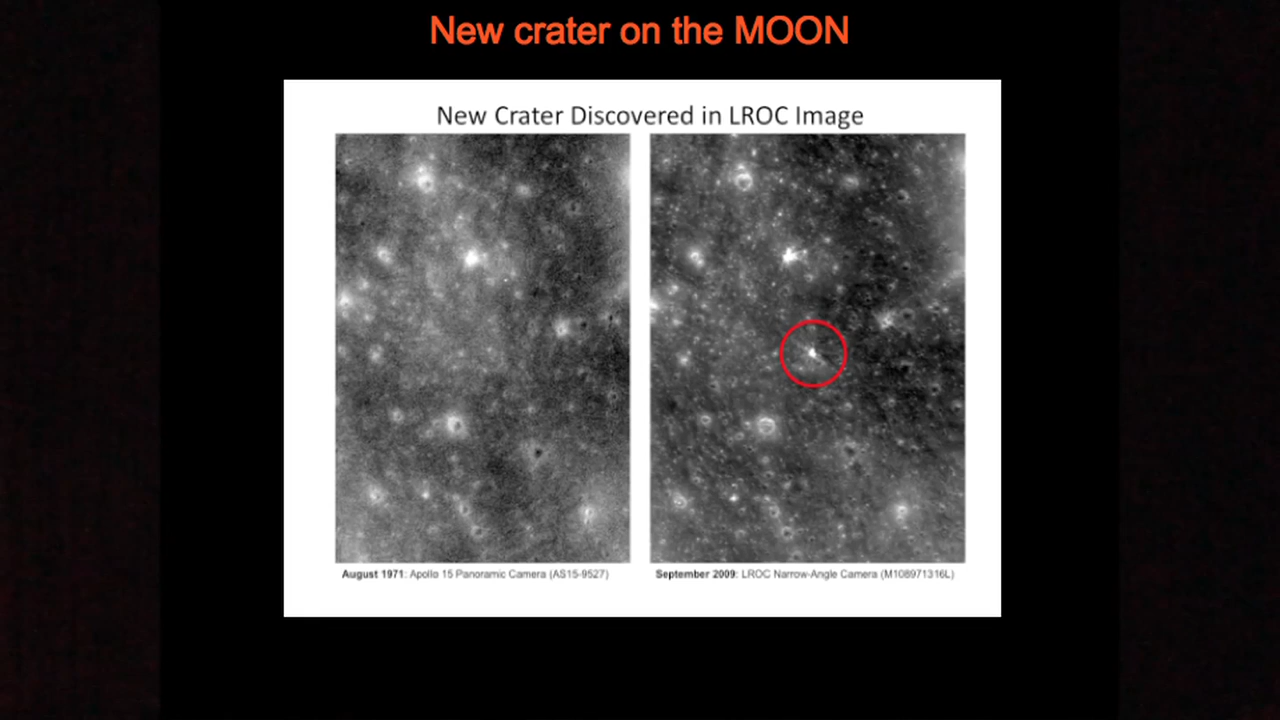 New crater on the MOON
New Crater Discovered in LROC Image
August 1971: Apollo 15 Panoramic Camera (AS15-9527)
September 2009: LROC Narrow-Angle Camera (M108971316L)